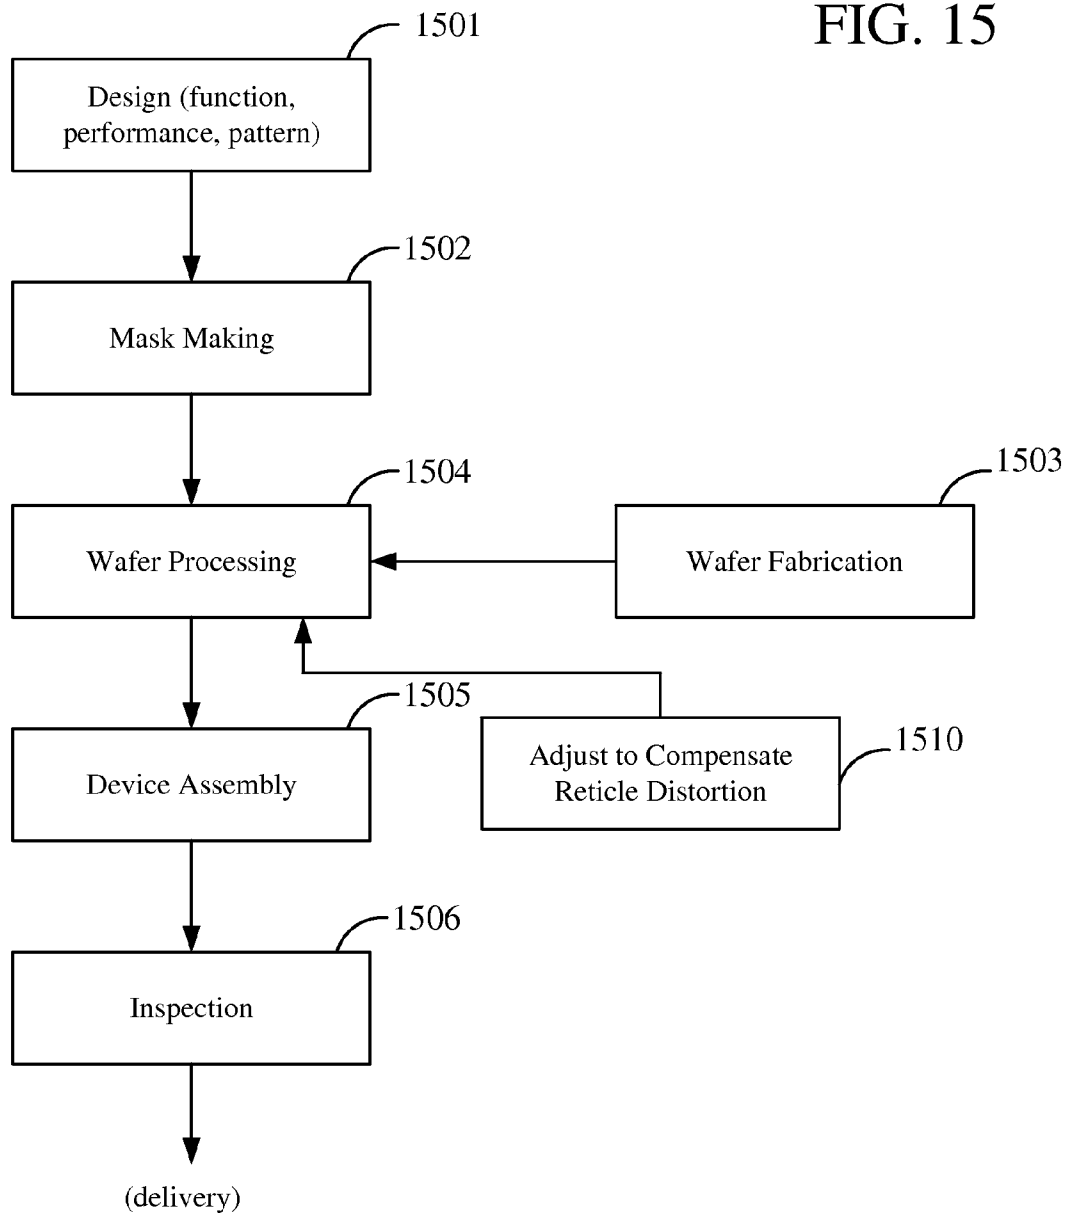 FIG. 15
1501
Design (function,
performance, pattern)
1502
Mask Making
1504
Wafer Processing
1503
Wafer Fabrication
1505
Device Assembly
1510
Adjust to Compensate
Reticle Distortion
1506
Inspection
(delivery)